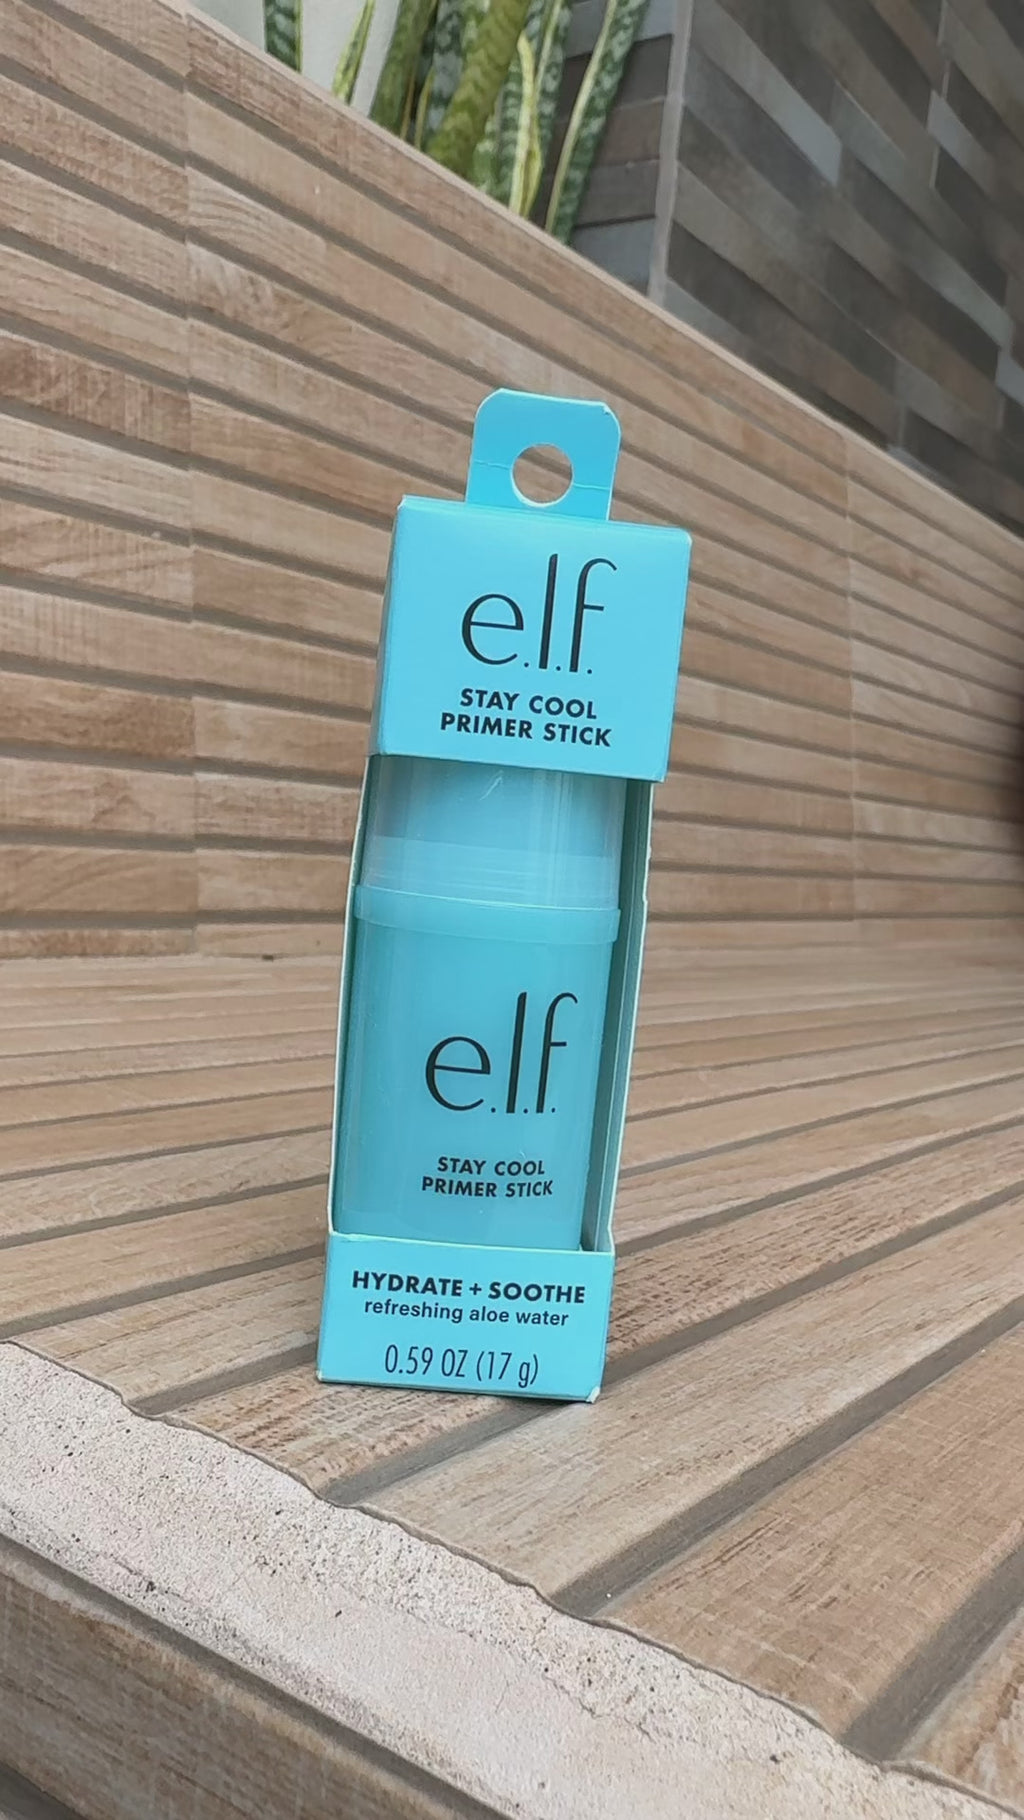 e.l.f.
STAY COOL
PRIMER STICK
e.l.f.
STAY COOL
PRIMER STICK
HYDRATE + SOOTHE
refreshing aloe water
0.59 OZ (17 g)